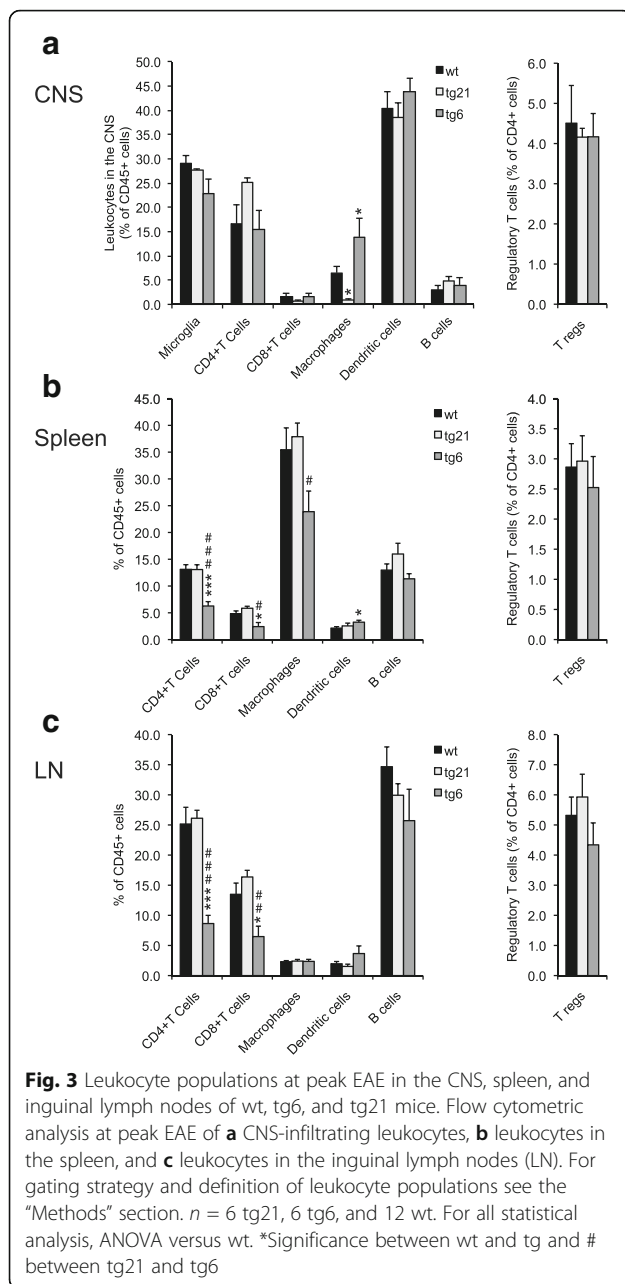 a
CNS
Leukocytes in the CNS
(% of CD45+ cells)
50.0
45.0
40.0
35.0
30.0
25.0
20.0
15.0
10.0
5.0
0.0
wt
tg21
tg6
*
*
Microglia
CD4+T Cells
CD8+T cells
Macrophages
Dendritic cells
B cells
Regulatory T cells (% of CD4+ cells)
6.0
5.0
4.0
3.0
2.0
1.0
0.0
T regs
b
Spleen
% of CD45+ cells
45.0
40.0
35.0
30.0
25.0
20.0
15.0
10.0
5.0
0.0
wt
tg21
tg6
***###
*#
#
*
CD4+T Cells
CD8+T cells
Macrophages
Dendritic cells
B cells
Regulatory T cells (% of CD4+ cells)
4.0
3.5
3.0
2.5
2.0
1.5
1.0
0.5
0.0
T regs
c
LN
% of CD45+ cells
40.0
35.0
30.0
25.0
20.0
15.0
10.0
5.0
0.0
wt
tg21
tg6
***###
*##
CD4+T Cells
CD8+T cells
Macrophages
Dendritic cells
B cells
Regulatory T cells (% of CD4+ cells)
8.0
7.0
6.0
5.0
4.0
3.0
2.0
1.0
0.0
T regs
Fig. 3 Leukocyte populations at peak EAE in the CNS, spleen, and
inguinal lymph nodes of wt, tg6, and tg21 mice. Flow cytometric
analysis at peak EAE of a CNS-infiltrating leukocytes, b leukocytes in
the spleen, and c leukocytes in the inguinal lymph nodes (LN). For
gating strategy and definition of leukocyte populations see the
“Methods” section. n = 6 tg21, 6 tg6, and 12 wt. For all statistical
analysis, ANOVA versus wt. *Significance between wt and tg and #
between tg21 and tg6